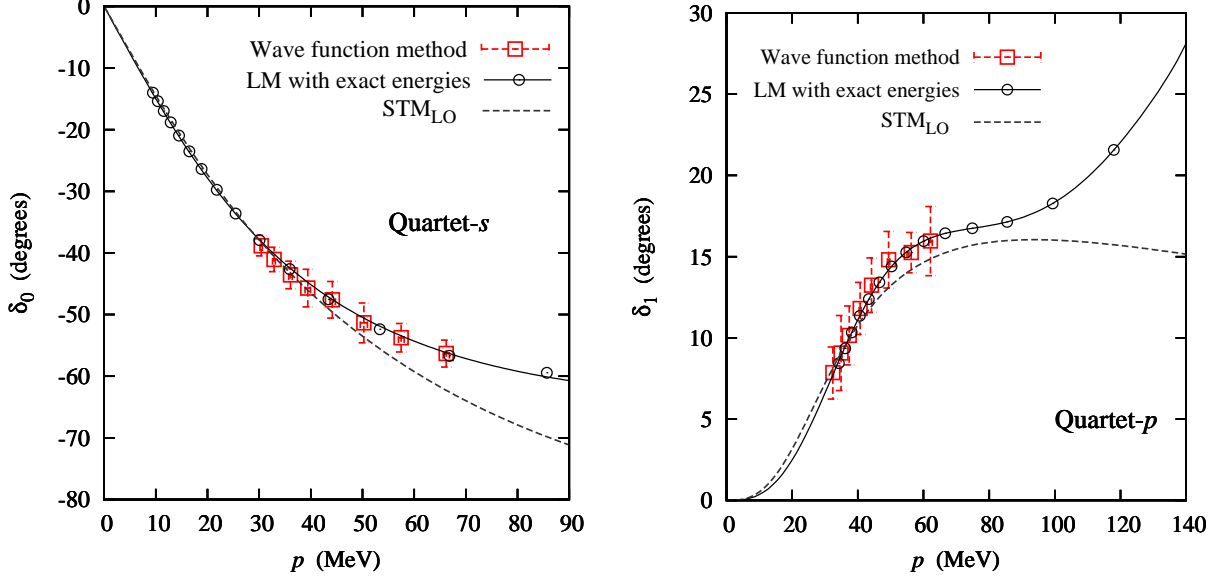 -0
-10
-20
-30
-40
-50
-60
-70
-80
0 10 20 30 40 50 60 70 80 90
δ0 (degrees)
p (MeV)
Wave function method
LM with exact energies
STM_LO
Quartet-s
30
25
20
15
10
5
0
0 20 40 60 80 100 120 140
δ1 (degrees)
p (MeV)
Wave function method
LM with exact energies
STM_LO
Quartet-p